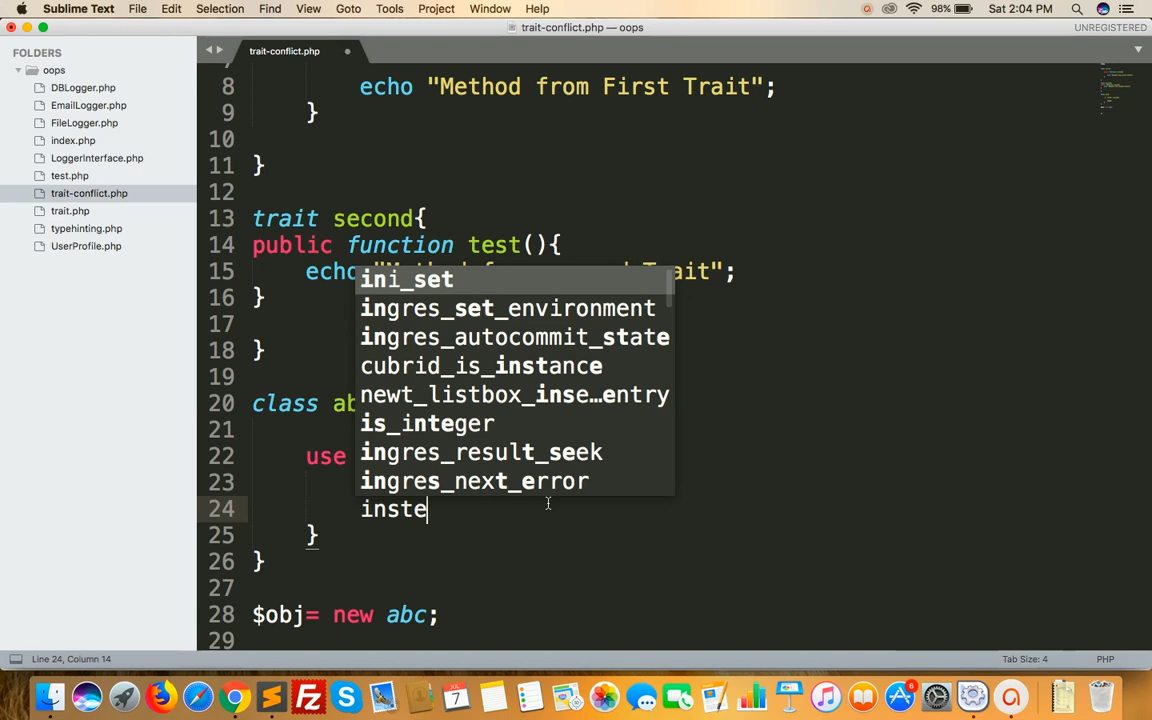 Sublime Text File Edit Selection Find View Goto Tools Project Window Help 98% Sat 2:04 PM
trait-conflict.php — oops UNREGISTERED
FOLDERS
oops
DBLogger.php
EmailLogger.php
FileLogger.php
index.php
LoggerInterface.php
test.php
trait-conflict.php
trait.php
typehinting.php
UserProfile.php
trait-conflict.php
8 echo "Method from First Trait";
9 }
10
11 }
12
13 trait second{
14 public function test(){
15 echo Trait";
16 }
17
18 }
19
20 class
21
22 use
23
24 inste
25 }
26 }
27
28 $obj= new abc;
29
ini_set
ingres_set_environment
ingres_autocommit_state
cubrid_is_instance
newt_listbox_inse…entry
is_integer
ingres_result_seek
ingres_next_error
Line 24, Column 14 Tab Size: 4 PHP
JUL
7
6